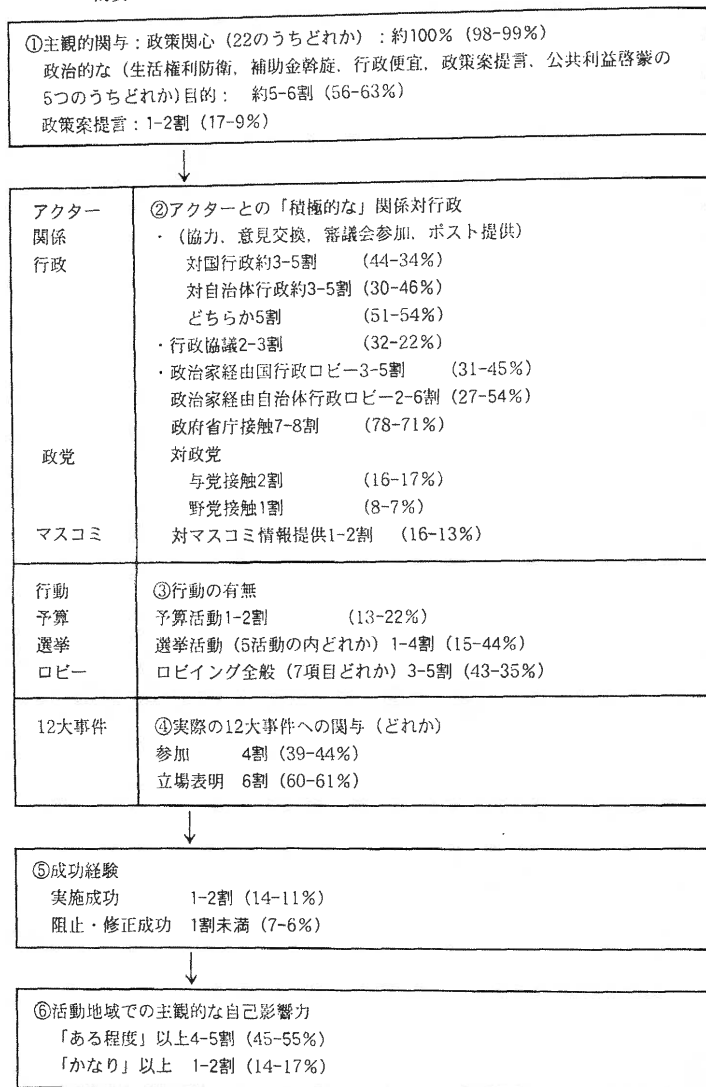 ①主観的関与：政策関心（22のうちどれか）：約100％（98-99％）
政治的な（生活権利防衛，補助金斡旋，行政便宜，政策案提言，公共利益啓蒙の
5つのうちどれか）目的： 約5-6割（56-63％）
政策案提言：1-2割（17-9％）
↓
アクター ②アクターとの「積極的な」関係対行政
関係 ・（協力，意見交換，審議会参加，ポスト提供）
行政 対国行政約3-5割 （44-34％）
対自治体行政約3-5割（30-46％）
どちらか5割 （51-54％）
・行政協議2-3割 （32-22％）
・政治家経由国行政ロビー3-5割 （31-45％）
政治家経由自治体行政ロビー2-6割（27-54％）
政府省庁接触7-8割 （78-71％）
政党 対政党
与党接触2割 （16-17％）
野党接触1割 （8-7％）
マスコミ 対マスコミ情報提供1-2割 （16-13％）
行動 ③行動の有無
予算 予算活動1-2割 （13-22％）
選挙 選挙活動（5活動の内どれか）1-4割（15-44％）
ロビー ロビイング全般（7項目どれか）3-5割（43-35％）
12大事件 ④実際の12大事件への関与（どれか）
参加 4割（39-44％）
立場表明 6割（60-61％）
↓
⑤成功経験
実施成功 1-2割（14-11％）
阻止・修正成功 1割未満（7-6％）
↓
⑥活動地域での主観的な自己影響力
「ある程度」以上4-5割（45-55％）
「かなり」以上 1-2割（14-17％）